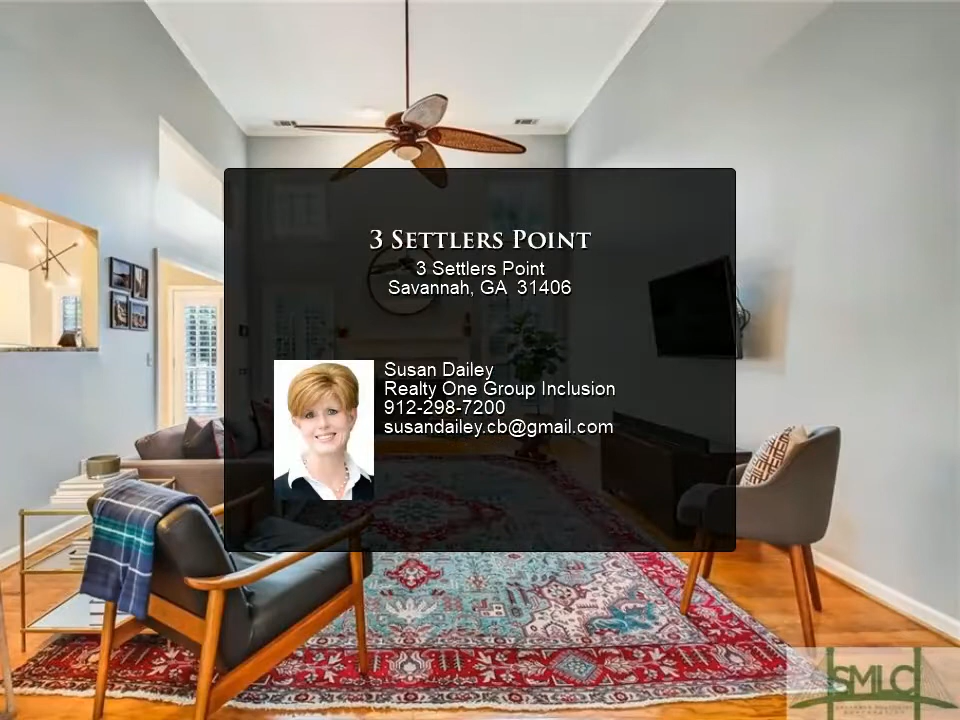 3 Settlers Point
3 Settlers Point
Savannah, GA  31406
Susan Dailey
Realty One Group Inclusion
912-298-7200
susandailey.cb@gmail.com
SMLC